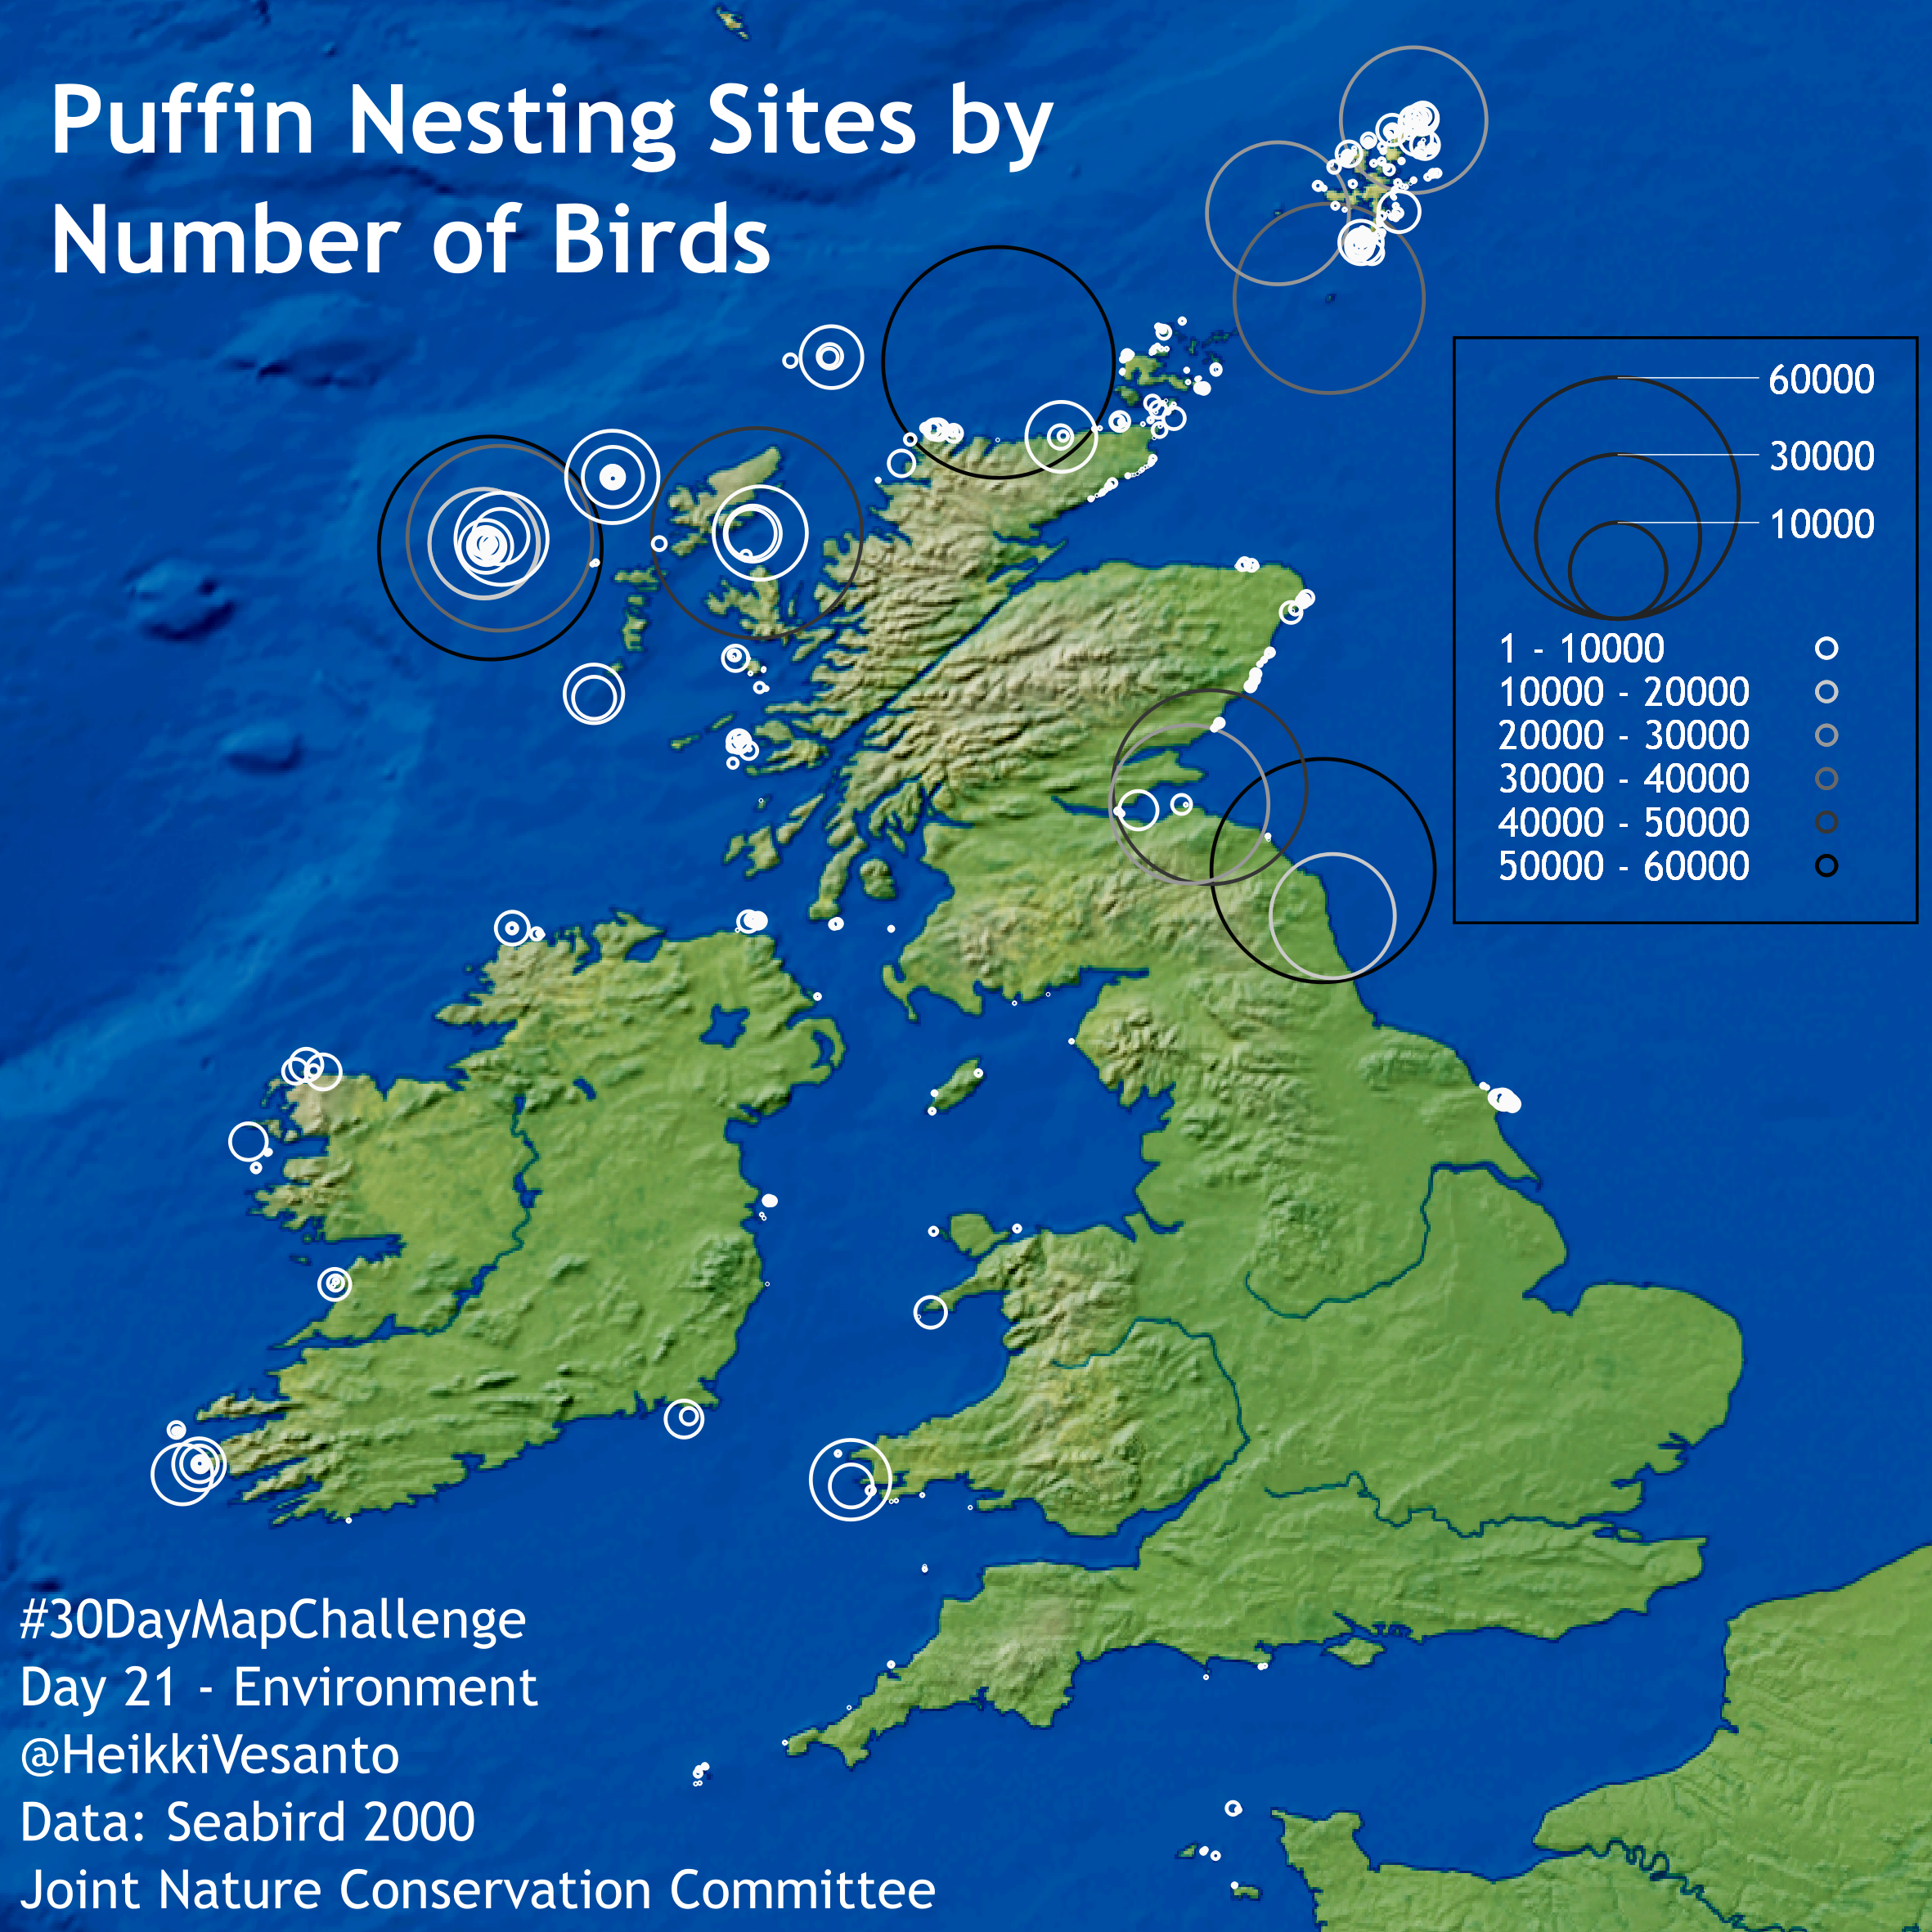 Puffin Nesting Sites by
Number of Birds
60000
30000
10000
1 - 10000
10000 - 20000
20000 - 30000
30000 - 40000
40000 - 50000
50000 - 60000
#30DayMapChallenge
Day 21 - Environment
@HeikkiVesanto
Data: Seabird 2000
Joint Nature Conservation Committee